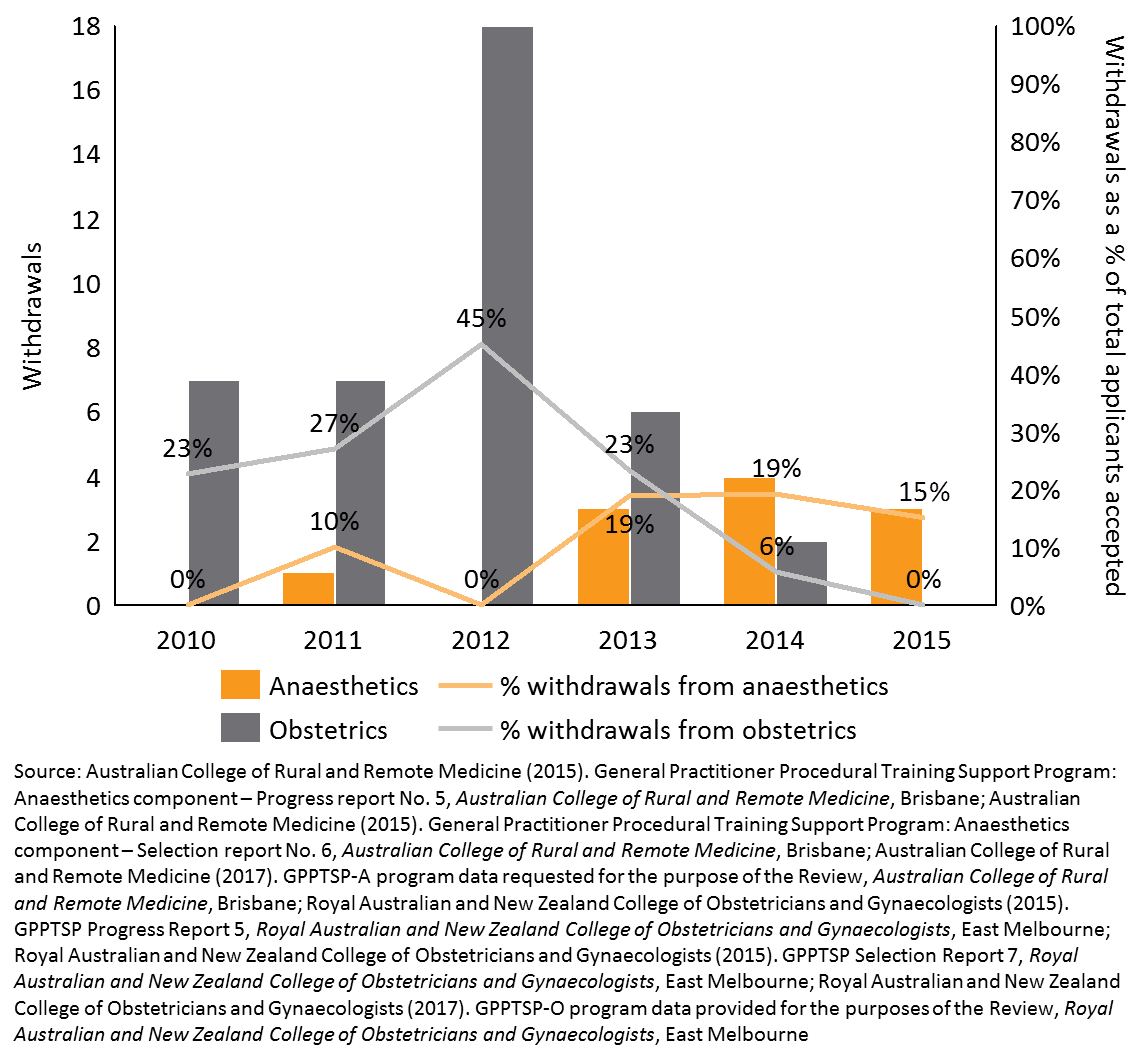 18
16
14
12
10
8
6
4
2
0
Withdrawals
100%
90%
80%
70%
60%
50%
40%
30%
20%
10%
0%
Withdrawals as a % of total applicants accepted
23%
27%
45%
23%
6%
0%
0%
10%
0%
19%
19%
15%
2010 2011 2012 2013 2014 2015
Anaesthetics % withdrawals from anaesthetics
Obstetrics % withdrawals from obstetrics
Source: Australian College of Rural and Remote Medicine (2015). General Practitioner Procedural Training Support Program:
Anaesthetics component – Progress report No. 5, Australian College of Rural and Remote Medicine, Brisbane; Australian
College of Rural and Remote Medicine (2015). General Practitioner Procedural Training Support Program: Anaesthetics
component – Selection report No. 6, Australian College of Rural and Remote Medicine, Brisbane; Australian College of Rural
and Remote Medicine (2017). GPPTSP-A program data requested for the purpose of the Review, Australian College of Rural
and Remote Medicine, Brisbane; Royal Australian and New Zealand College of Obstetricians and Gynaecologists (2015).
GPPTSP Progress Report 5, Royal Australian and New Zealand College of Obstetricians and Gynaecologists, East Melbourne;
Royal Australian and New Zealand College of Obstetricians and Gynaecologists (2015). GPPTSP Selection Report 7, Royal
Australian and New Zealand College of Obstetricians and Gynaecologists, East Melbourne; Royal Australian and New Zealand
College of Obstetricians and Gynaecologists (2017). GPPTSP-O program data provided for the purposes of the Review, Royal
Australian and New Zealand College of Obstetricians and Gynaecologists, East Melbourne